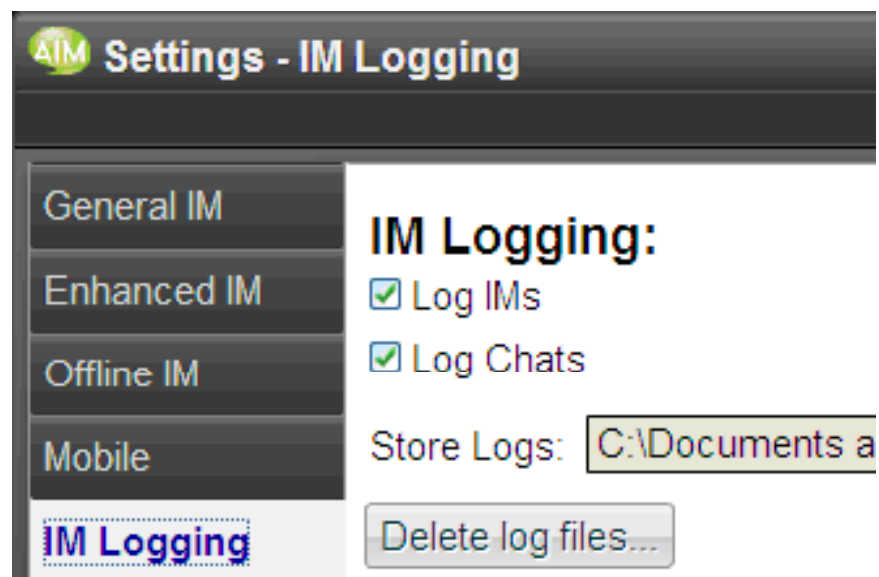 AIM Settings - IM Logging
General IM
Enhanced IM
Offline IM
Mobile
IM Logging
IM Logging:
Log IMs
Log Chats
Store Logs: C:\Documents a
Delete log files...